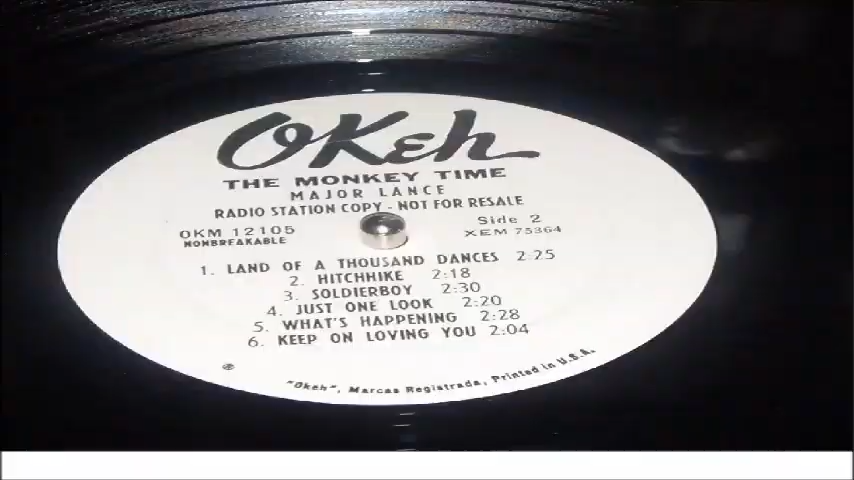 OKeh
THE MONKEY TIME
MAJOR LANCE
RADIO STATION COPY - NOT FOR RESALE
OKM 12105
NONBREAKABLE
Side 2
XEM 75364
1. LAND OF A THOUSAND DANCES 2:25
2. HITCHHIKE 2:18
3. SOLDIERBOY 2:30
4. JUST ONE LOOK 2:20
5. WHAT'S HAPPENING 2:28
6. KEEP ON LOVING YOU 2:04
℗
"Okeh", Marcas Registrada, Printed in U.S.A.